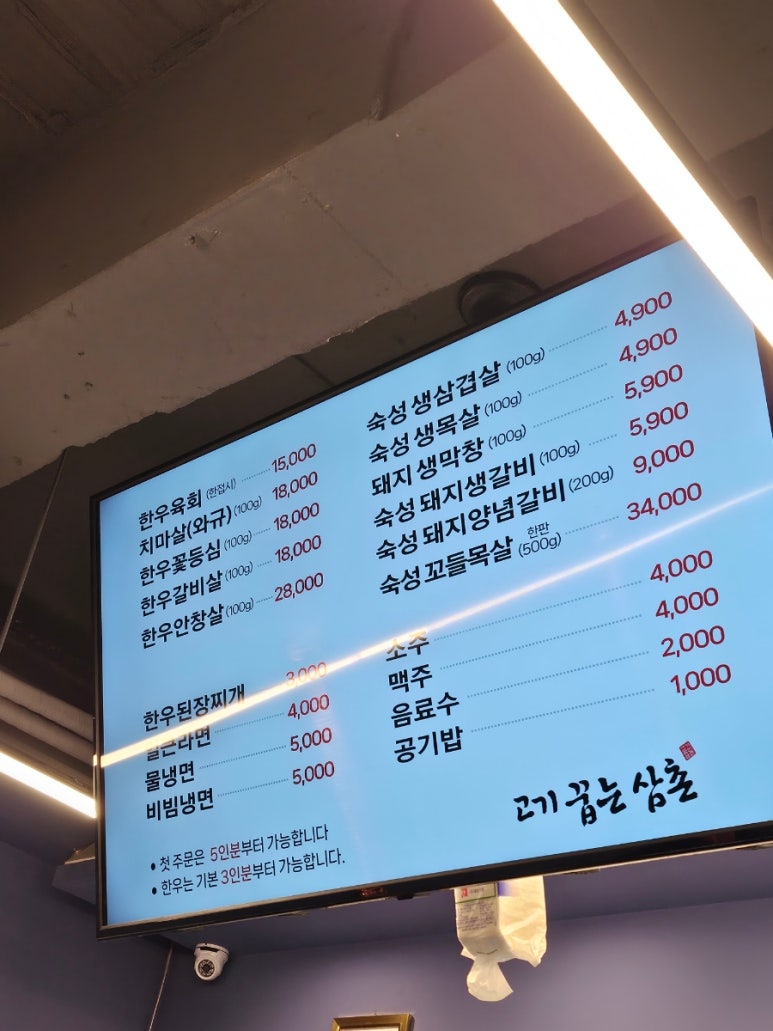 한우육회 (한접시) 15,000
치마살(와규) (100g) 18,000
한우꽃등심 (100g) 18,000
한우갈비살 (100g) 18,000
한우안창살 (100g) 28,000
한우된장찌개 3,000
얼큰라면 4,000
물냉면 5,000
비빔냉면 5,000
• 첫 주문은 5인분부터 가능합니다
• 한우는 기본 3인분부터 가능합니다.
숙성 생삼겹살 (100g) 4,900
숙성 생목살 (100g) 4,900
돼지 생막창 (100g) 5,900
숙성 돼지생갈비 (100g) 5,900
숙성 돼지양념갈비 (200g) 9,000
숙성 꼬들목살 한판 (500g) 34,000
소주 4,000
맥주 4,000
음료수 2,000
공기밥 1,000
고기 꿉는 삼촌